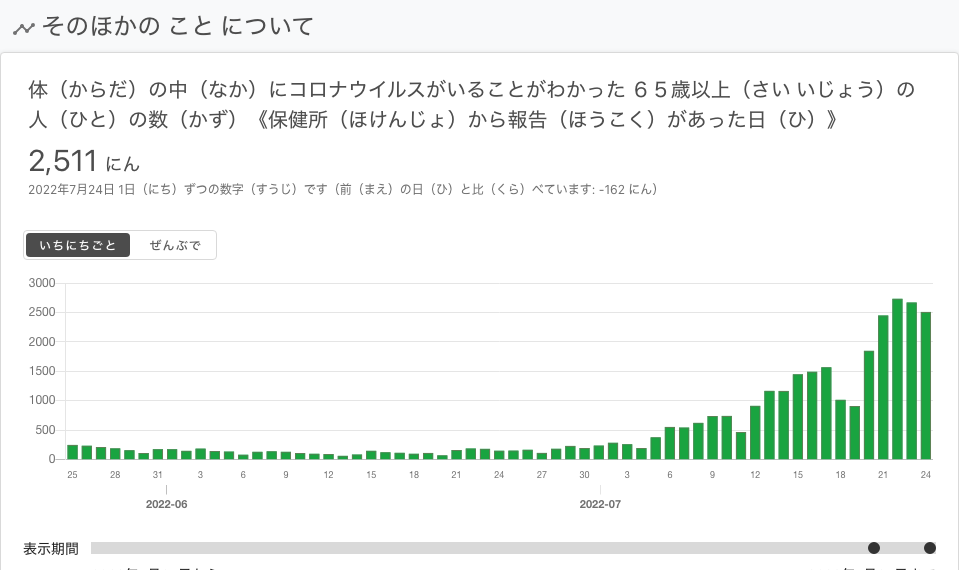 そのほかの こと について
体（からだ）の中（なか）にコロナウイルスがいることがわかった ６５歳以上（さい いじょう）の
人（ひと）の数（かず）《保健所（ほけんじょ）から報告（ほうこく）があった日（ひ）》
2,511 にん
2022年7月24日 1日（にち）ずつの数字（すうじ）です（前（まえ）の日（ひ）と比（くら）べています: -162 にん）
いちにちごと ぜんぶで
3000
2500
2000
1500
1000
500
0
25 28 31 3 6 9 12 15 18 21 24 27 30 3 6 9 12 15 18 21 24
2022-06 2022-07
表示期間